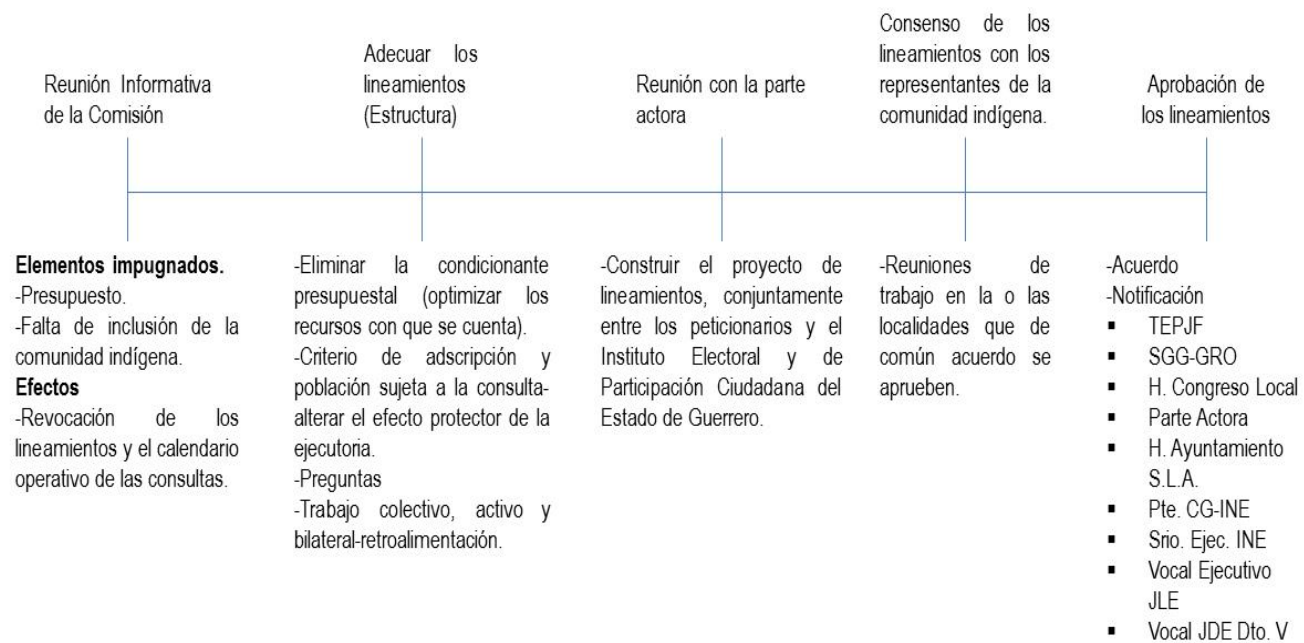 Reunión Informativa
de la Comisión
Adecuar los
lineamientos
(Estructura)
Reunión con la parte
actora
Consenso de los
lineamientos con los
representantes de la
comunidad indígena.
Aprobación de
los lineamientos
Elementos impugnados.
-Presupuesto.
-Falta de inclusión de la
comunidad indígena.
Efectos
-Revocación de los
lineamientos y el calendario
operativo de las consultas.
-Eliminar la condicionante
presupuestal (optimizar los
recursos con que se cuenta).
-Criterio de adscripción y
población sujeta a la consulta-
alterar el efecto protector de la
ejecutoria.
-Preguntas
-Trabajo colectivo, activo y
bilateral-retroalimentación.
-Construir el proyecto de
lineamientos, conjuntamente
entre los peticionarios y el
Instituto Electoral y de
Participación Ciudadana del
Estado de Guerrero.
-Reuniones de
trabajo en la o las
localidades que de
común acuerdo se
aprueben.
-Acuerdo
-Notificación
▪ TEPJF
▪ SGG-GRO
▪ H. Congreso Local
▪ Parte Actora
▪ H. Ayuntamiento
S.L.A.
▪ Pte. CG-INE
▪ Srio. Ejec. INE
▪ Vocal Ejecutivo
JLE
▪ Vocal JDE Dto. V